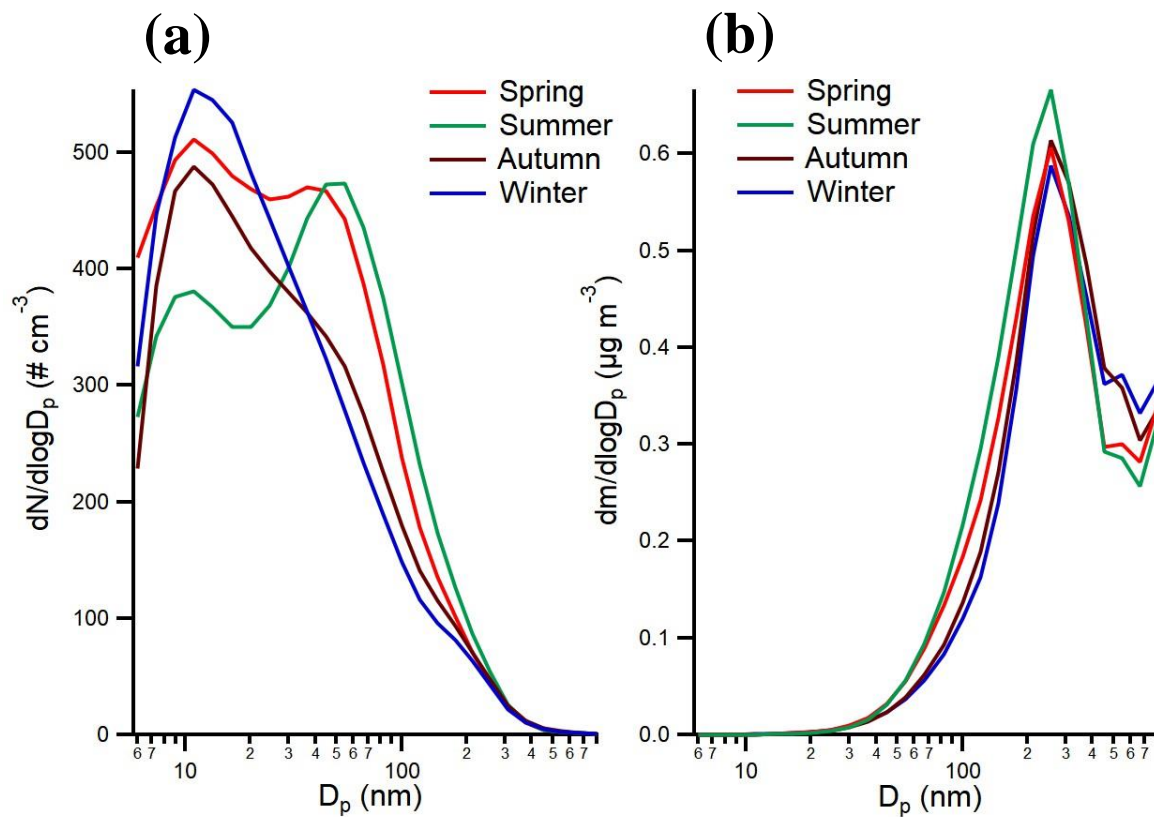 (a)
Spring
Summer
Autumn
Winter
500
400
300
200
100
0
dN/dlogDp (# cm-3)
6 7 2 3 4 5 6 7 2 3 4 5 6 7
10 100
Dp (nm)
(b)
Spring
Summer
Autumn
Winter
0.6
0.5
0.4
0.3
0.2
0.1
0.0
dm/dlogDp (µg m-3)
6 7 2 3 4 5 6 7 2 3 4 5 6 7
10 100
Dp (nm)